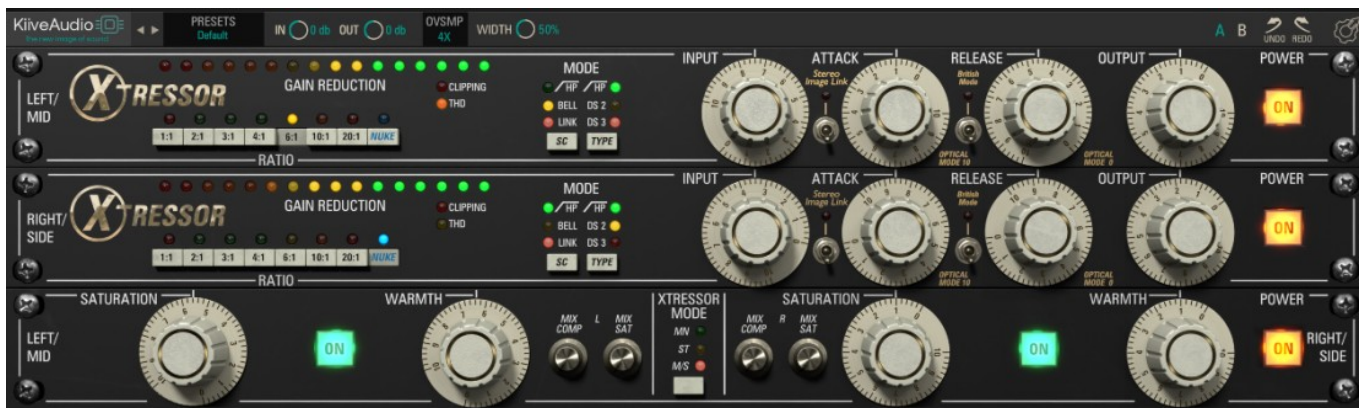 KiiveAudio
The new image of sound
PRESETS
Default
IN 0 db OUT 0 db
OVSMP
4X
WIDTH 50%
A B
UNDO REDO
LEFT/
MID
XTRESSOR
GAIN REDUCTION
CLIPPING
THD
1:1 2:1 3:1 4:1 6:1 10:1 20:1 NUKE
RATIO
MODE
HP HP
BELL DS 2
LINK DS 3
SC TYPE
INPUT
ATTACK
Stereo
Image Link
OPTICAL
MODE 10
RELEASE
British
Mode
OPTICAL
MODE 0
OUTPUT
POWER
ON
RIGHT/
SIDE
XTRESSOR
GAIN REDUCTION
CLIPPING
THD
1:1 2:1 3:1 4:1 6:1 10:1 20:1 NUKE
RATIO
MODE
HP HP
BELL DS 2
LINK DS 3
SC TYPE
INPUT
ATTACK
Stereo
Image Link
OPTICAL
MODE 10
RELEASE
British
Mode
OPTICAL
MODE 0
OUTPUT
POWER
ON
LEFT/
MID
SATURATION
ON
WARMTH
MIX L MIX
COMP SAT
XTRESSOR
MODE
MN
ST
M/S
MIX R MIX
COMP SAT
SATURATION
ON
WARMTH
POWER
ON
RIGHT/
SIDE